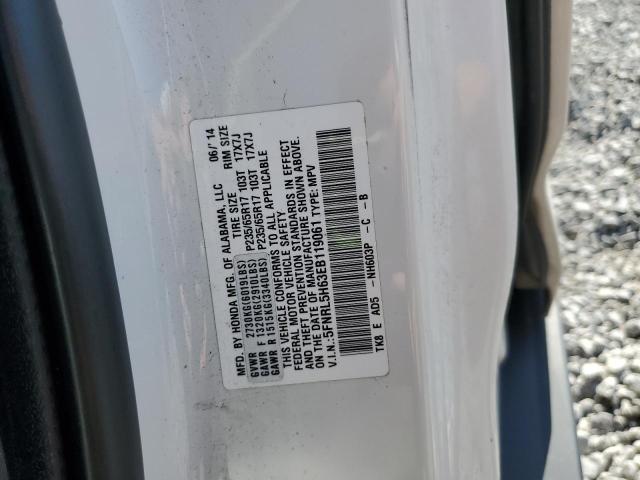 MFD. BY HONDA MFG. OF ALABAMA, LLC 06/'14
TIRE SIZE RIM SIZE
GVWR 2730KG(6019LBS)
GAWR F 1320KG(2910LBS) P235/65R17 103T 17X7J
GAWR R 1515KG(3340LBS) P235/65R17 103T 17X7J
THIS VEHICLE CONFORMS TO ALL APPLICABLE
FEDERAL MOTOR VEHICLE SAFETY
AND THEFT PREVENTION STANDARDS IN EFFECT
ON THE DATE OF MANUFACTURE SHOWN ABOVE.
V.I.N.:5FNRL5H63EB119061 TYPE: MPV
TK8 E AD5 -NH603P -C -B